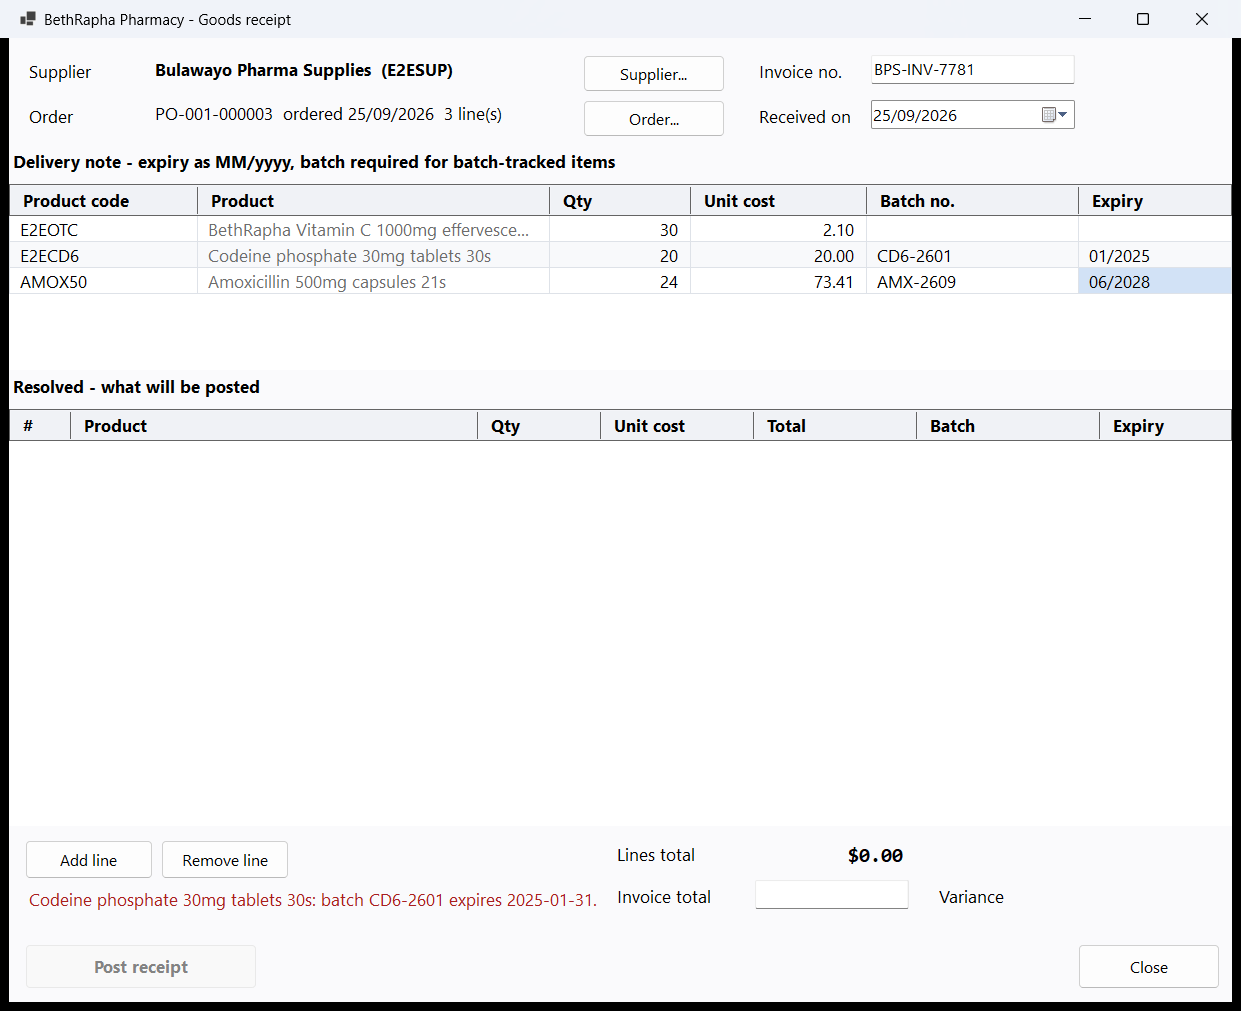 BethRapha Pharmacy - Goods receipt
Supplier Bulawayo Pharma Supplies (E2ESUP) Supplier... Invoice no. BPS-INV-7781
Order PO-001-000003 ordered 25/09/2026 3 line(s) Order... Received on 25/09/2026
Delivery note - expiry as MM/yyyy, batch required for batch-tracked items
Product code Product Qty Unit cost Batch no. Expiry
E2EOTC BethRapha Vitamin C 1000mg effervesce... 30 2.10
E2ECD6 Codeine phosphate 30mg tablets 30s 20 20.00 CD6-2601 01/2025
AMOX50 Amoxicillin 500mg capsules 21s 24 73.41 AMX-2609 06/2028
Resolved - what will be posted
# Product Qty Unit cost Total Batch Expiry
Add line Remove line Lines total $0.00
Codeine phosphate 30mg tablets 30s: batch CD6-2601 expires 2025-01-31. Invoice total Variance
Post receipt Close